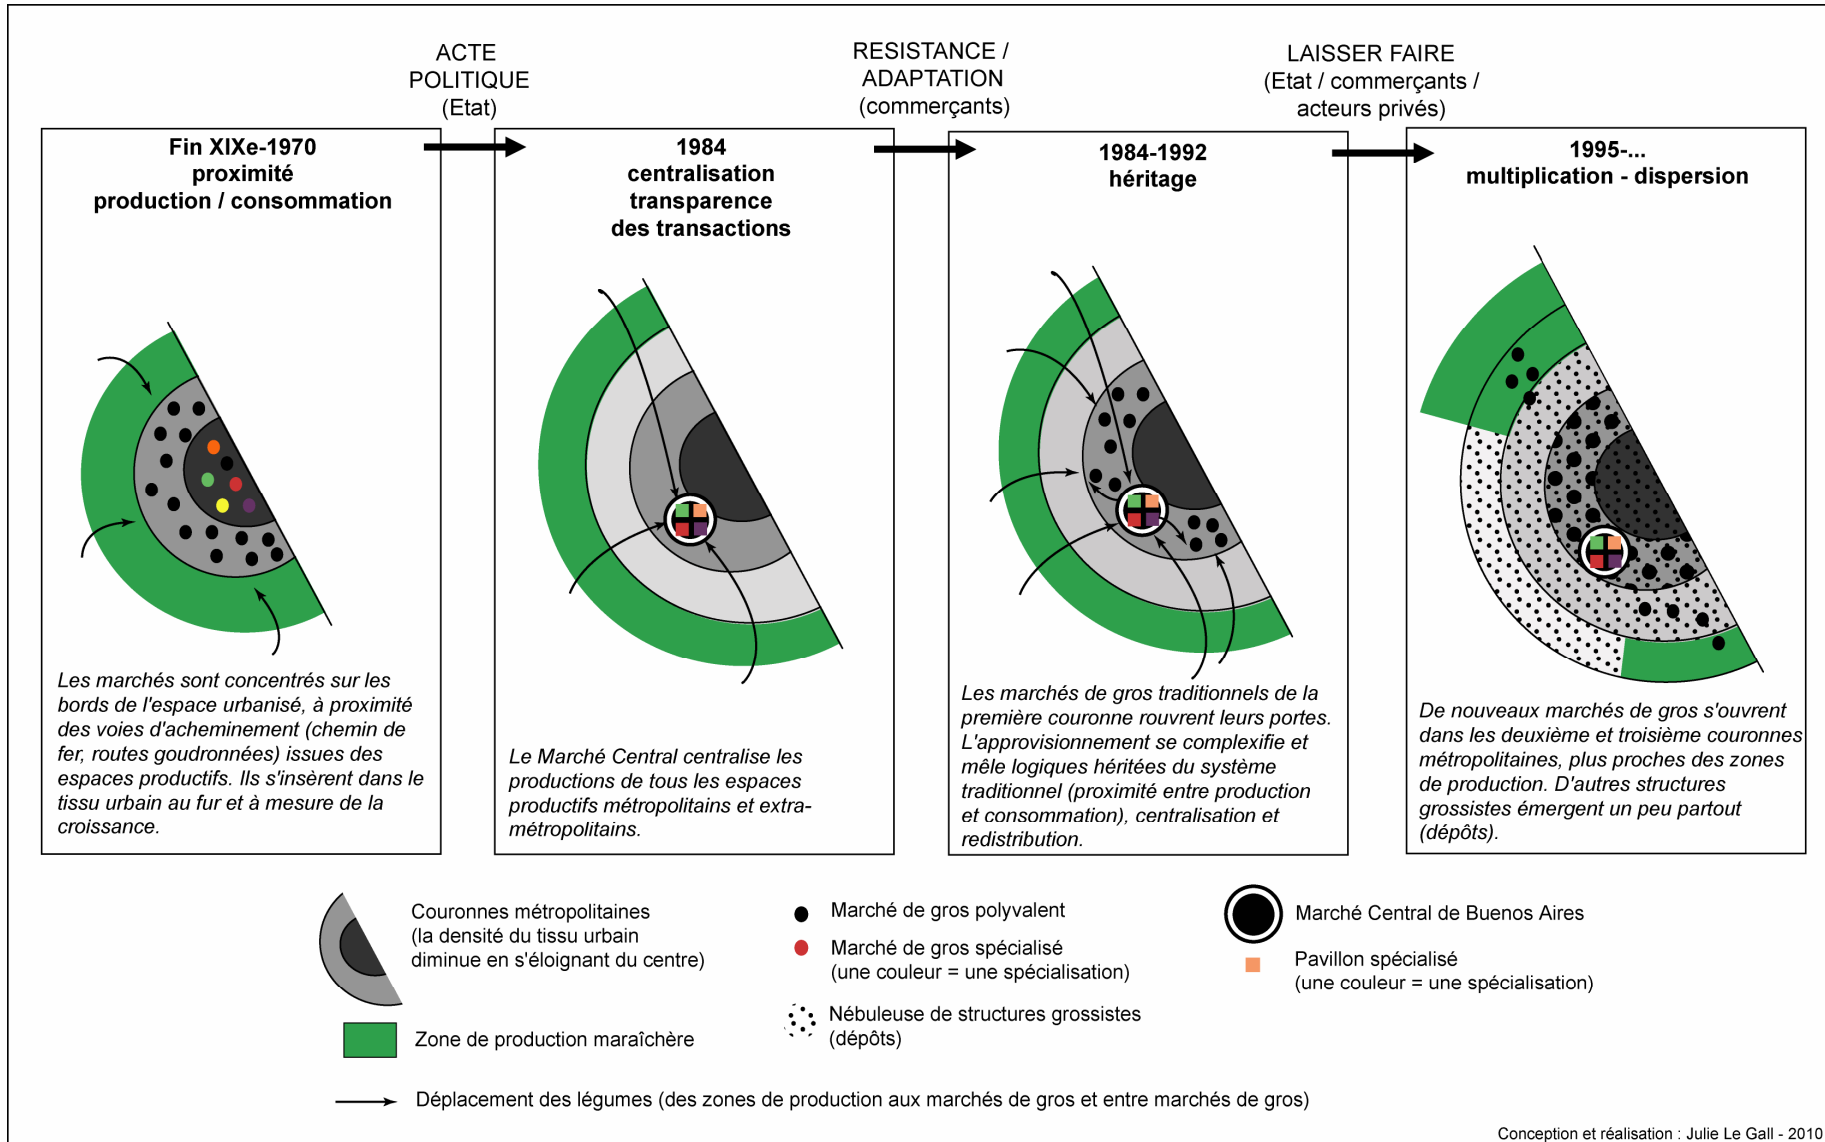 ACTE
POLITIQUE
(Etat)
RESISTANCE /
ADAPTATION
(commerçants)
LAISSER FAIRE
(Etat / commerçants /
acteurs privés)
Fin XIXe-1970
proximité
production / consommation
Les marchés sont concentrés sur les
bords de l'espace urbanisé, à proximité
des voies d'acheminement (chemin de
fer, routes goudronnées) issues des
espaces productifs. Ils s'insèrent dans le
tissu urbain au fur et à mesure de la
croissance.
1984
centralisation
transparence
des transactions
Le Marché Central centralise les
productions de tous les espaces
productifs métropolitains et extra-
métropolitains.
1984-1992
héritage
Les marchés de gros traditionnels de la
première couronne rouvrent leurs portes.
L'approvisionnement se complexifie et
mêle logiques héritées du système
traditionnel (proximité entre production
et consommation), centralisation et
redistribution.
1995-...
multiplication - dispersion
De nouveaux marchés de gros s'ouvrent
dans les deuxième et troisième couronnes
métropolitaines, plus proches des zones
de production. D'autres structures
grossistes émergent un peu partout
(dépôts).
Couronnes métropolitaines
(la densité du tissu urbain
diminue en s'éloignant du centre)
Zone de production maraîchère
Marché de gros polyvalent
Marché de gros spécialisé
(une couleur = une spécialisation)
Nébuleuse de structures grossistes
(dépôts)
Marché Central de Buenos Aires
Pavillon spécialisé
(une couleur = une spécialisation)
Déplacement des légumes (des zones de production aux marchés de gros et entre marchés de gros)
Conception et réalisation : Julie Le Gall - 2010